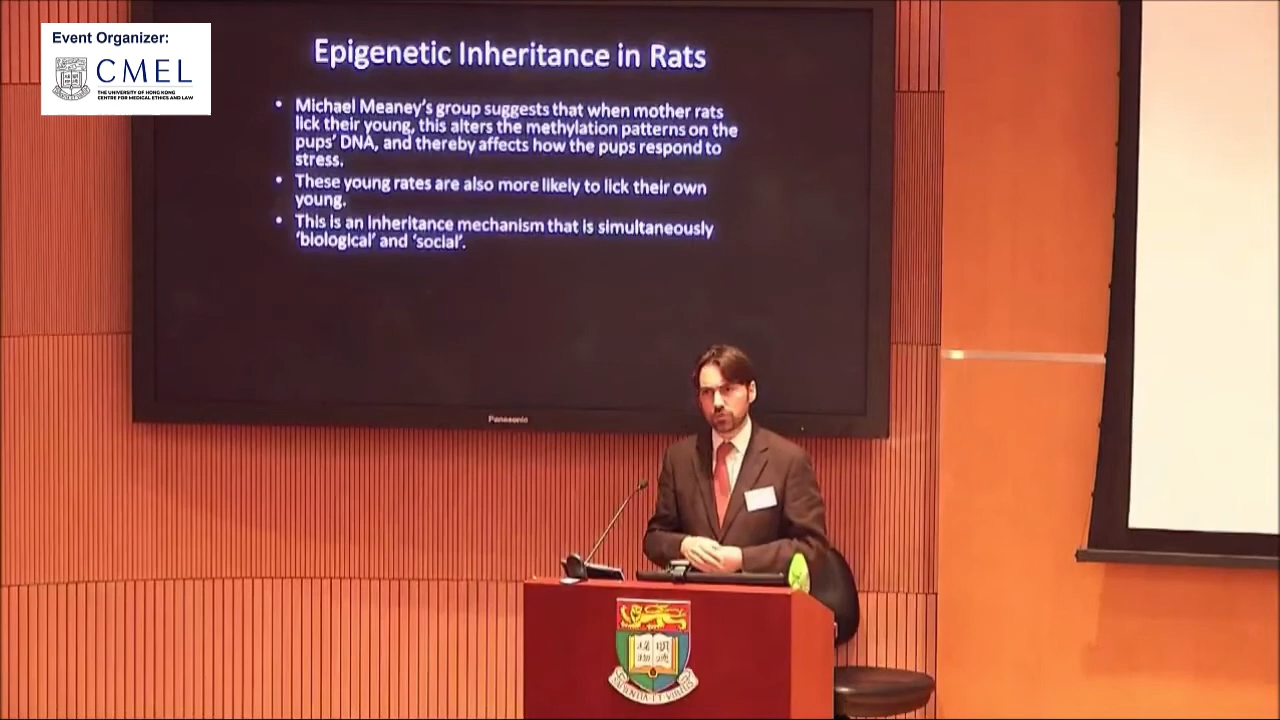 Event Organizer:
CMEL
THE UNIVERSITY OF HONG KONG
CENTRE FOR MEDICAL ETHICS AND LAW
Epigenetic Inheritance in Rats
• Michael Meaney's group suggests that when mother rats
lick their young, this alters the methylation patterns on the
pups' DNA, and thereby affects how the pups respond to
stress.
• These young rates are also more likely to lick their own
young.
• This is an inheritance mechanism that is simultaneously
'biological' and 'social'.
Panasonic
SAPIENTIA ET VIRTUS